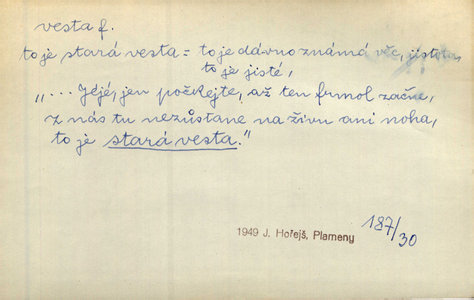 vesta f.
to je stará vesta = to je dávno známá věc, jistota,
to je jisté,
„... Jéjé, jen počkejte, až ten frmol začne,
z nás tu nezůstane na živu ani noha,
to je stará vesta."
1949 J. Hořejš, Plameny
187/30